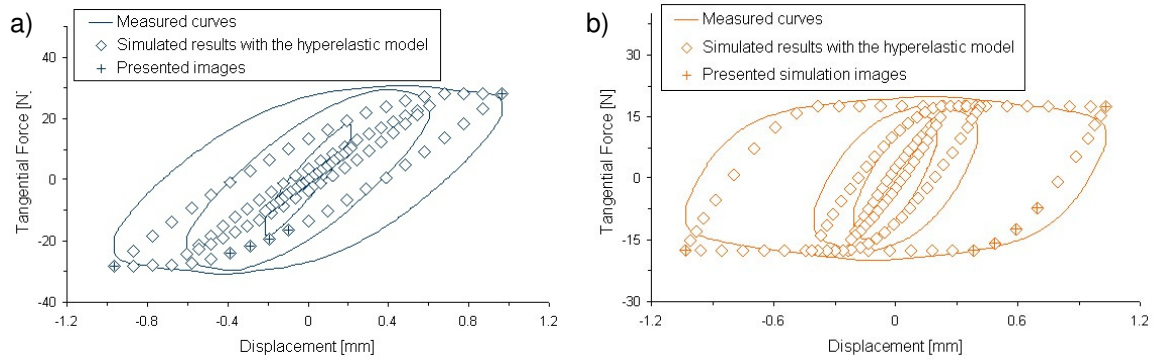 a)
Measured curves
Simulated results with the hyperelastic model
Presented images
Tangential Force [N]
40
20
0
-20
-40
-1.2
-0.8
-0.4
0
0.4
0.8
1.2
Displacement [mm]
b)
Measured curves
Simulated results with the hyperelastic model
Presented simulation images
Tangential Force [N]
30
15
0
-15
-30
-1.2
-0.6
0
0.6
1.2
Displacement [mm]